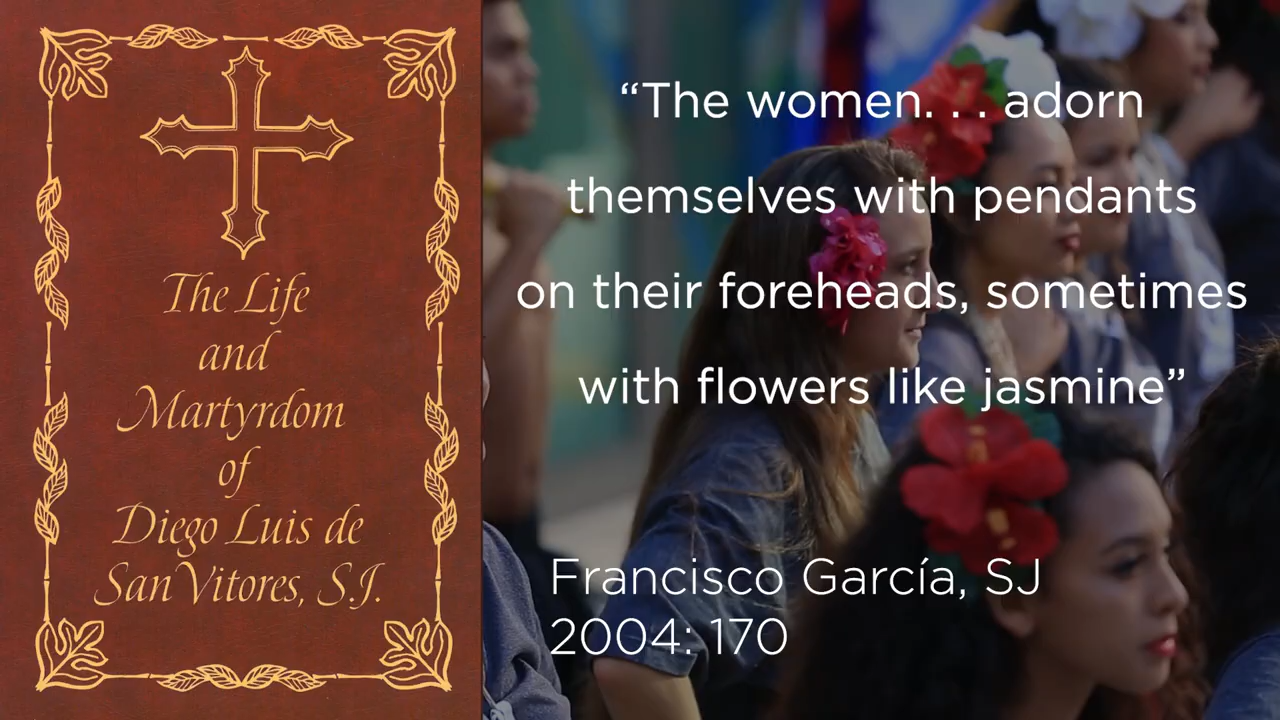 The Life
and
Martyrdom
of
Diego Luis de
San Vitores, S.J.
“The women. . . adorn
themselves with pendants
on their foreheads, sometimes
with flowers like jasmine”
Francisco García, SJ
2004: 170